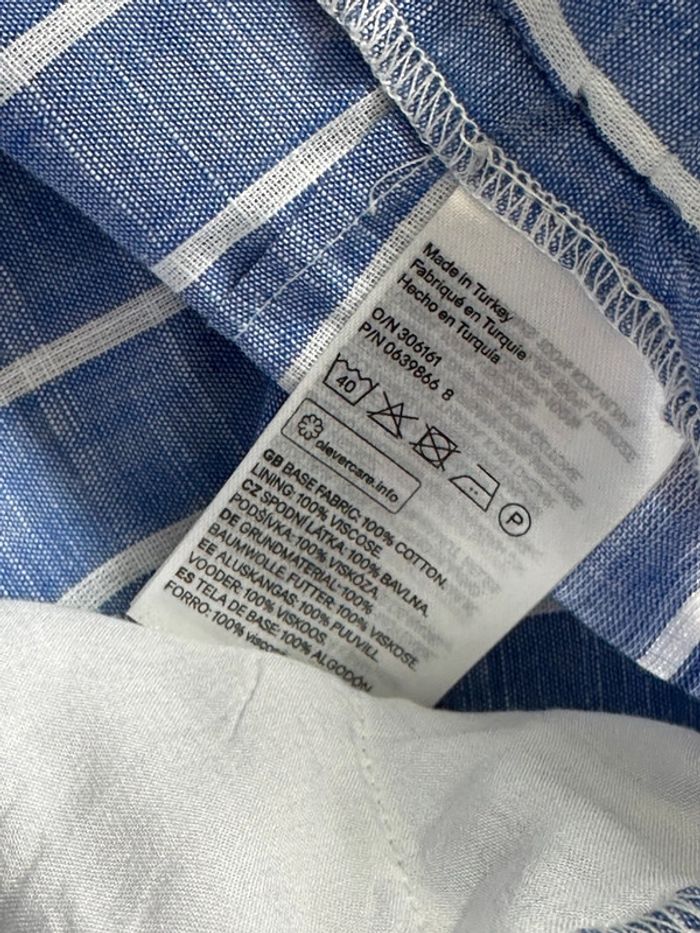 Made in Turkey
Fabriqué en Turquie
Hecho en Turquía
O/N 306161
P/N 0639866 8
40
P
clevercare.info
GB BASE FABRIC: 100% COTTON.
LINING: 100% VISCOSE
CZ SPODNÍ LÁTKA: 100% BAVLNA.
PODŠÍVKA: 100% VISKÓZA
DE GRUNDMATERIAL: 100%
BAUMWOLLE. FUTTER: 100% VISKOSE.
EE ALUSKANGAS: 100% PUUVILL.
VOODER: 100% VISKOOS
ES TELA DE BASE: 100% ALGODÓN
FORRO: 100%